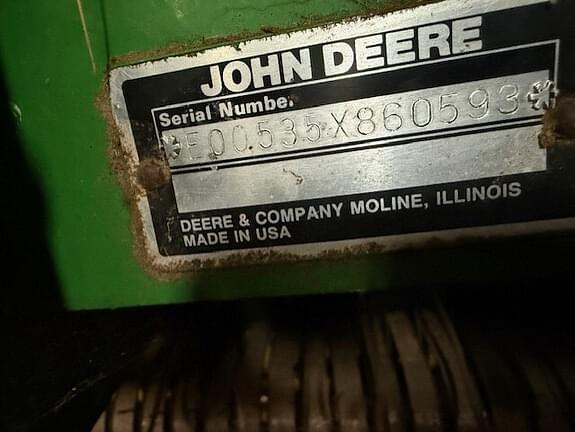 JOHN DEERE
Serial Number
*E00535X860593*
DEERE & COMPANY MOLINE, ILLINOIS
MADE IN USA